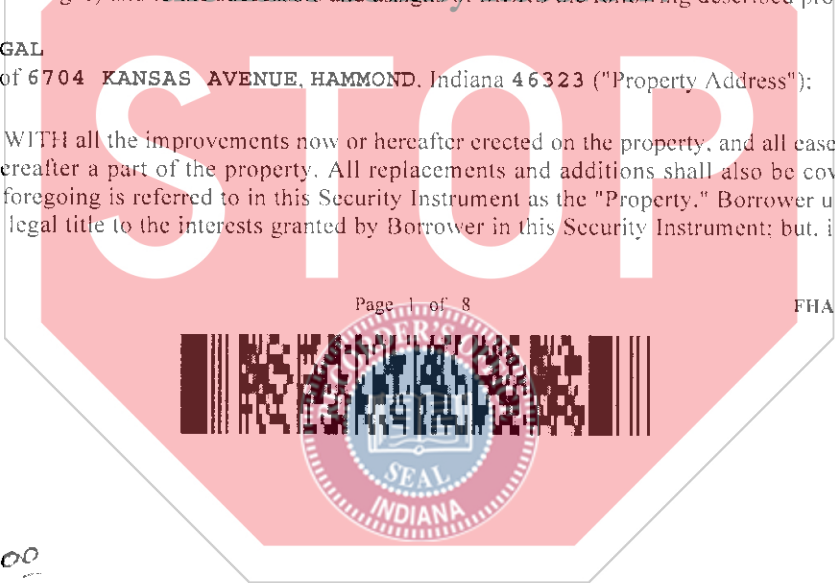 GAL
of 6704 KANSAS AVENUE, HAMMOND, Indiana 46323 ("Property Address");
WITH all the improvements now or hereafter erected on the property, and all ease
ereafter a part of the property. All replacements and additions shall also be cov
foregoing is referred to in this Security Instrument as the "Property." Borrower u
legal title to the interests granted by Borrower in this Security Instrument; but, i
STOP
Page 1 of 8
FHA
RECORDER'S
SEAL
INDIANA
00